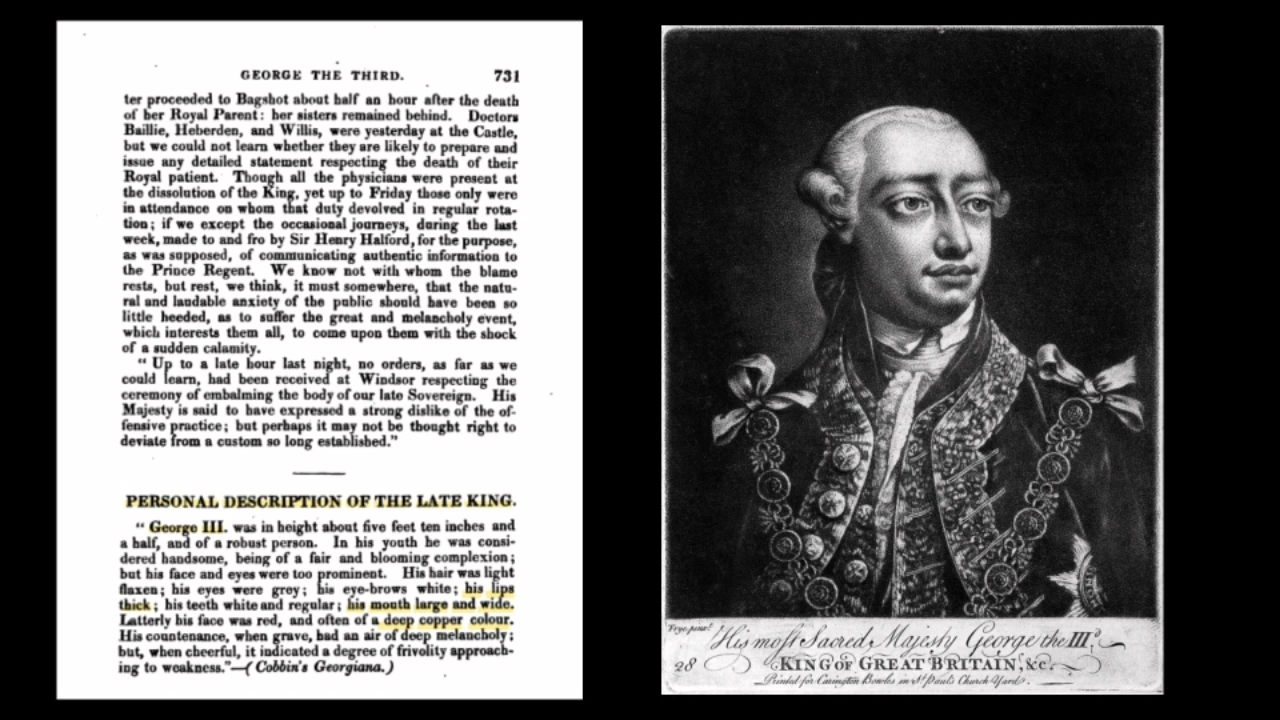 GEORGE THE THIRD. 731
ter proceeded to Bagshot about half an hour after the death
of her Royal Parent: her sisters remained behind. Doctors
Baillie, Heberden, and Willis, were yesterday at the Castle,
but we could not learn whether they are likely to prepare and
issue any detailed statement respecting the death of their
Royal patient. Though all the physicians were present at
the dissolution of the King, yet up to Friday those only were
in attendance on whom that duty devolved in regular rota-
tion; if we except the occasional journeys, during the last
week, made to and fro by Sir Henry Halford, for the purpose,
as was supposed, of communicating authentic information to
the Prince Regent. We know not with whom the blame
rests, but rest, we think, it must somewhere, that the natu-
ral and laudable anxiety of the public should have been so
little heeded, as to suffer the great and melancholy event,
which interests them all, to come upon them with the shock
of a sudden calamity.
“ Up to a late hour last night, no orders, as far as we
could learn, had been received at Windsor respecting the
ceremony of embalming the body of our late Sovereign. His
Majesty is said to have expressed a strong dislike of the of-
fensive practice; but perhaps it may not be thought right to
deviate from a custom so long established.”
PERSONAL DESCRIPTION OF THE LATE KING.
“ George III. was in height about five feet ten inches and
a half, and of a robust person. In his youth he was consi-
dered handsome, being of a fair and blooming complexion;
but his face and eyes were too prominent. His hair was light
flaxen; his eyes were grey; his eye-brows white; his lips
thick; his teeth white and regular; his mouth large and wide.
Latterly his face was red, and often of a deep copper colour.
His countenance, when grave, had an air of deep melancholy;
but, when cheerful, it indicated a degree of frivolity approach-
ing to weakness.”—( Cobbin's Georgiana.)
Frye pinxt.
His most Sacred Majesty George the III.d
28 KING OF GREAT BRITAIN, &c.
Printed for Carington Bowles in St Pauls Church Yard.